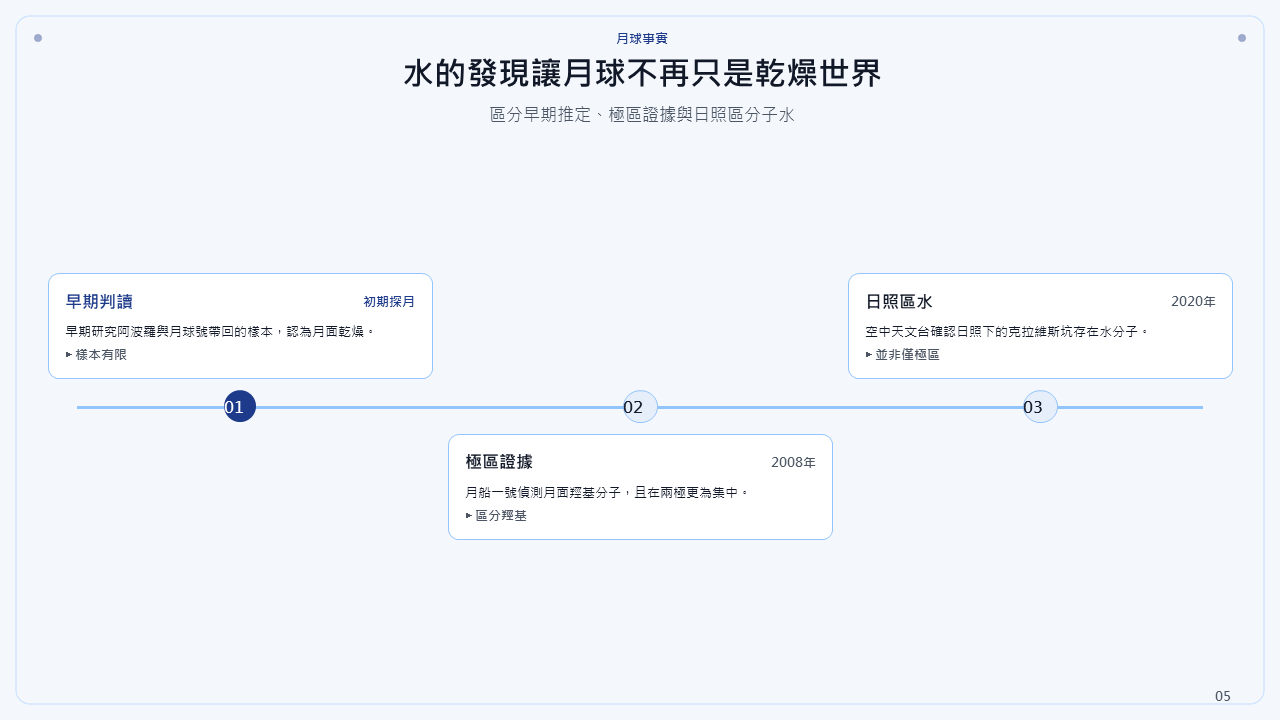 月球事實
水的發現讓月球不再只是乾燥世界
區分早期推定、極區證據與日照區分子水
早期判讀
初期探月
早期研究阿波羅與月球號帶回的樣本，認為月面乾燥。
▸ 樣本有限
01
極區證據
2008年
月船一號偵測月面羥基分子，且在兩極更為集中。
▸ 區分羥基
02
日照區水
2020年
空中天文台確認日照下的克拉維斯坑存在水分子。
▸ 並非僅極區
03
05